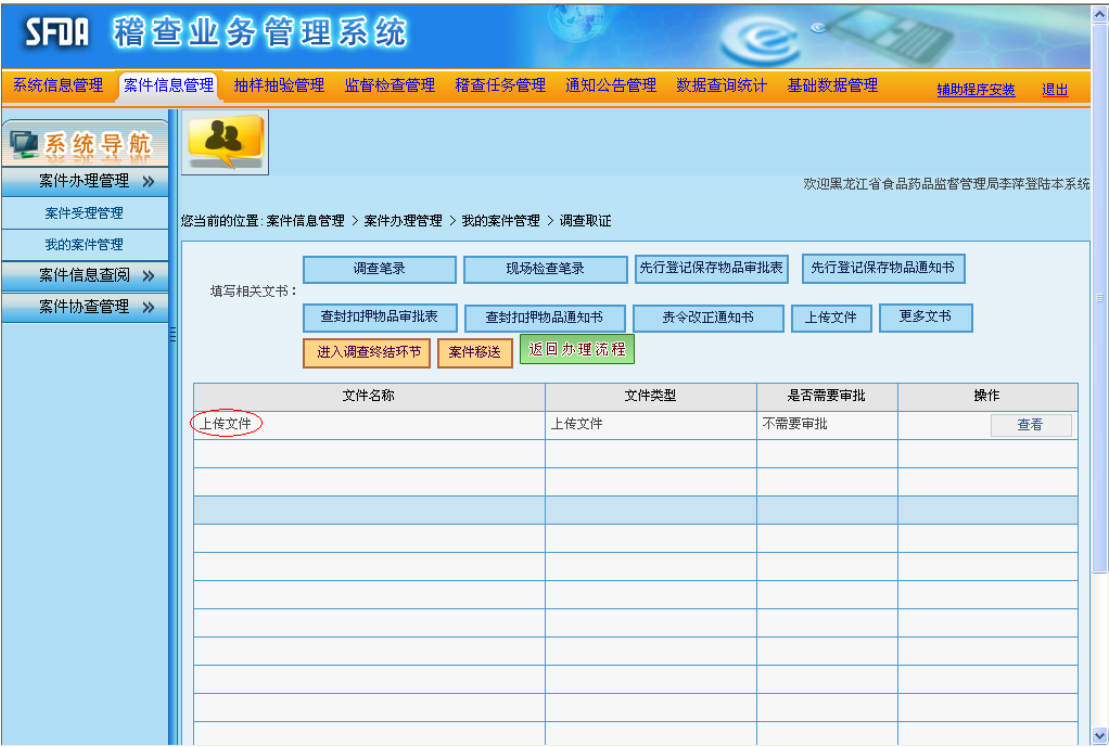 SFDA 稽查业务管理系统
系统信息管理 案件信息管理 抽样抽验管理 监督检查管理 稽查任务管理 通知公告管理 数据查询统计 基础数据管理 辅助程序安装 退出
系统导航
案件办理管理
案件受理管理
我的案件管理
案件信息查阅
案件协查管理
欢迎黑龙江省食品药品监督管理局李萍登陆本系统
您当前的位置:案件信息管理 > 案件办理管理 > 我的案件管理 > 调查取证
填写相关文书:
调查笔录 现场检查笔录 先行登记保存物品审批表 先行登记保存物品通知书
查封扣押物品审批表 查封扣押物品通知书 责令改正通知书 上传文件 更多文书
进入调查终结环节 案件移送 返回办理流程
文件名称 文件类型 是否需要审批 操作
上传文件 上传文件 不需要审批 查看